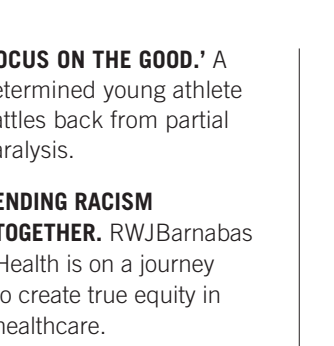 OCUS ON THE GOOD.’ A
etermined young athlete
attles back from partial
aralysis.
ENDING RACISM
TOGETHER. RWJBarnabas
Health is on a journey
to create true equity in
healthcare.